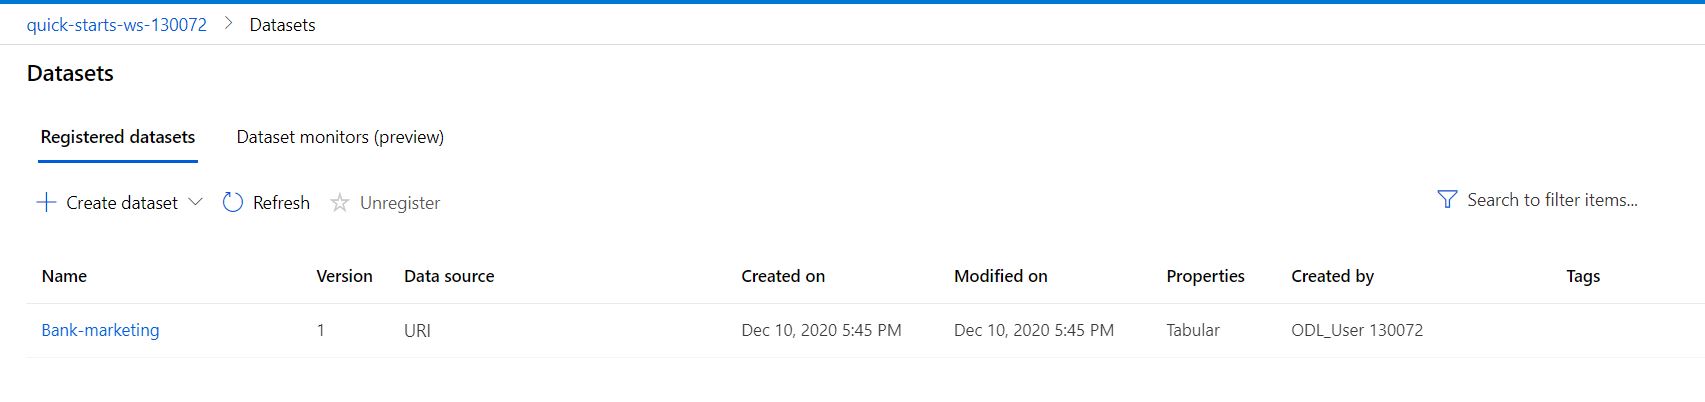 quick-starts-ws-130072 > Datasets
Datasets
Registered datasets Dataset monitors (preview)
Create dataset Refresh Unregister Search to filter items...
Name Version Data source Created on Modified on Properties Created by Tags
Bank-marketing 1 URI Dec 10, 2020 5:45 PM Dec 10, 2020 5:45 PM Tabular ODL_User 130072